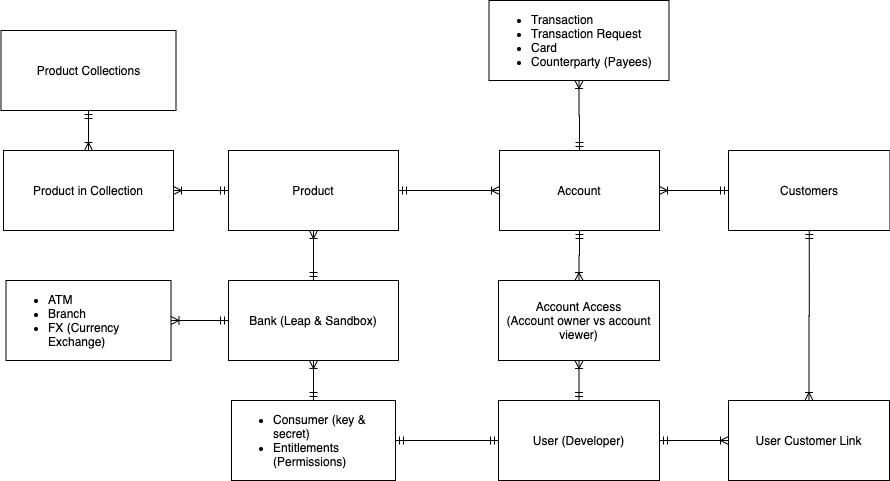 • Transaction
• Transaction Request
• Card
• Counterparty (Payees)
Product Collections
Product in Collection
Product
Account
Customers
• ATM
• Branch
• FX (Currency
Exchange)
Bank (Leap & Sandbox)
Account Access
(Account owner vs account
viewer)
• Consumer (key &
secret)
• Entitlements
(Permissions)
User (Developer)
User Customer Link